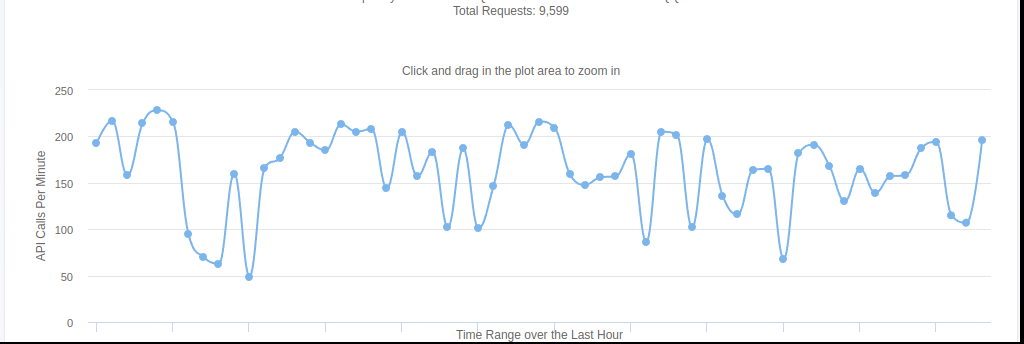 Total Requests: 9,599
Click and drag in the plot area to zoom in
250
200
150
100
50
0
API Calls Per Minute
Time Range over the Last Hour